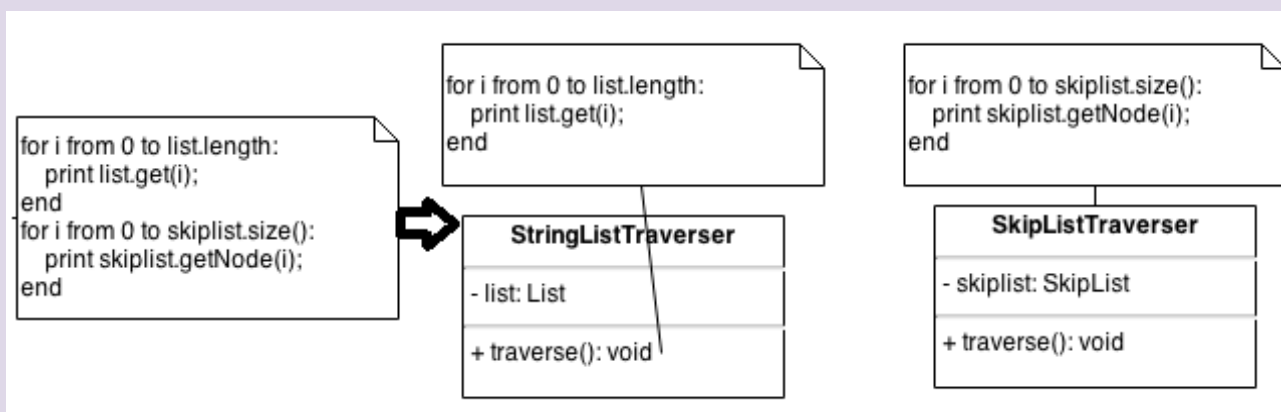 for i from 0 to list.length:
print list.get(i);
end
for i from 0 to skiplist.size():
print skiplist.getNode(i);
end
for i from 0 to list.length:
print list.get(i);
end
StringListTraverser
- list: List
+ traverse(): void
for i from 0 to skiplist.size():
print skiplist.getNode(i);
end
SkipListTraverser
- skiplist: SkipList
+ traverse(): void